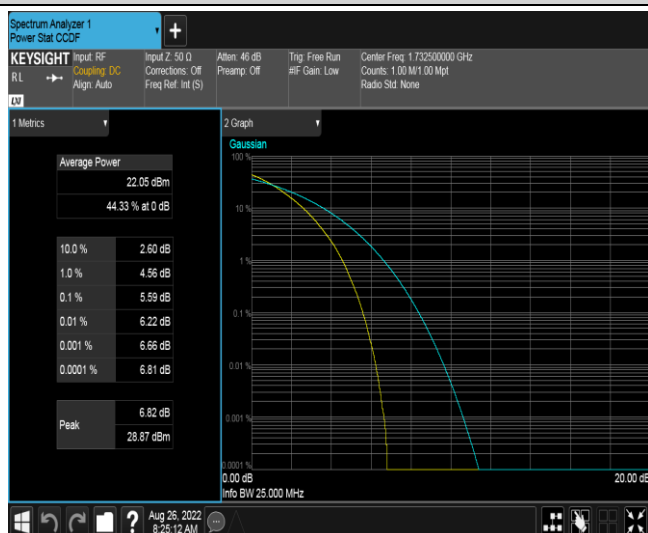 Spectrum Analyzer 1
Power Stat CCDF
+
KEYSIGHT Input: RF Input Z: 50 Ω Atten: 46 dB Trig: Free Run Center Freq: 1.732500000 GHz
RL Coupling: DC Corrections: Off Preamp: Off #IF Gain: Low Counts: 1.00 M/1.00 Mpt
Align: Auto Freq Ref: Int (S) Radio Std: None
LXI
1 Metrics
Average Power
22.05 dBm
44.33 % at 0 dB
10.0 % 2.60 dB
1.0 % 4.56 dB
0.1 % 5.59 dB
0.01 % 6.22 dB
0.001 % 6.66 dB
0.0001 % 6.81 dB
Peak 6.82 dB
28.87 dBm
2 Graph
Gaussian
100 %
10 %
1 %
0.1 %
0.01 %
0.001 %
0.0001 %
0.00 dB 20.00 dB
Info BW 25.000 MHz
? Aug 26, 2022
8:25:12 AM